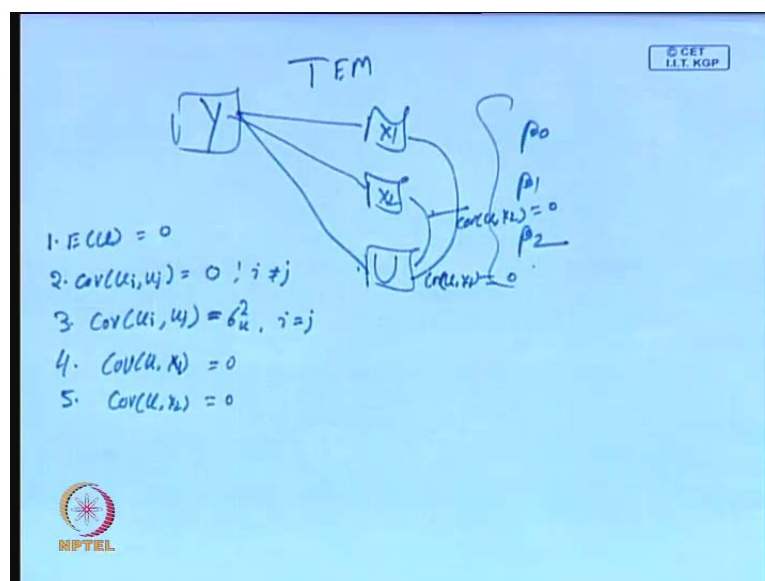 TEM
© CET
I.I.T. KGP
Y
X1
X2
U
β0
β1
β2
cov(u, x2) = 0
cov(u, x1) = 0
1. E(u) = 0
2. cov(ui, uj) = 0 ; i ≠ j
3. cov(ui, uj) = σ²u, i = j
4. cov(u, x1) = 0
5. cov(u, x2) = 0
NPTEL